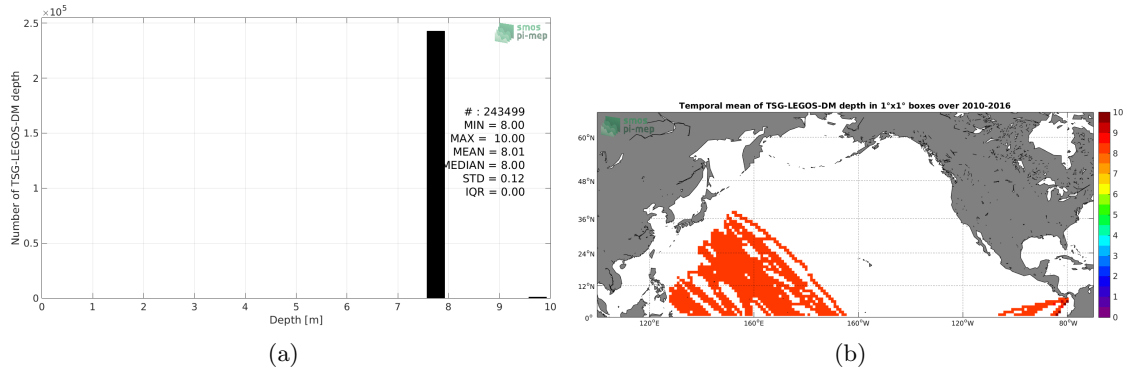 2.5 ×10⁵
smos
pi-mep
2
# : 243499
1.5
MIN = 8.00
MAX = 10.00
MEAN = 8.01
1
MEDIAN = 8.00
STD = 0.12
IQR = 0.00
0.5
0
0 1 2 3 4 5 6 7 8 9 10
Number of TSG-LEGOS-DM depth
Depth [m]
(a)
Temporal mean of TSG-LEGOS-DM depth in 1°x1° boxes over 2010-2016
smos
pi-mep
60°N
48°N
36°N
24°N
12°N
0°
120°E 160°E 160°W 120°W 80°W
10
9
8
7
6
5
4
3
2
1
0
(b)